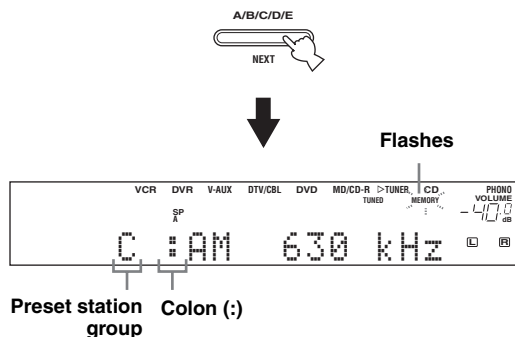 A/B/C/D/E
NEXT
Flashes
VCR DVR V-AUX DTV/CBL DVD MD/CD-R ▷TUNER CD PHONO
TUNED MEMORY VOLUME
SP
A
-40.0 dB
C :AM 630 kHz L R
Preset station group
Colon (:)